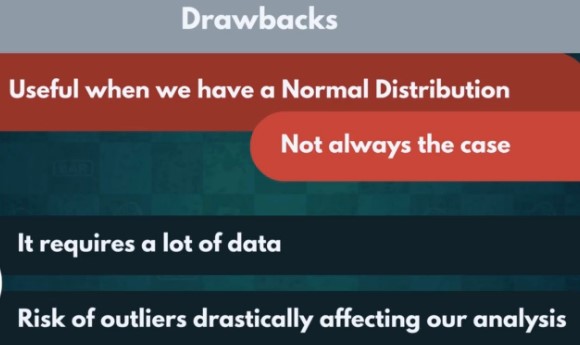 Drawbacks
Useful when we have a Normal Distribution
Not always the case
It requires a lot of data
Risk of outliers drastically affecting our analysis